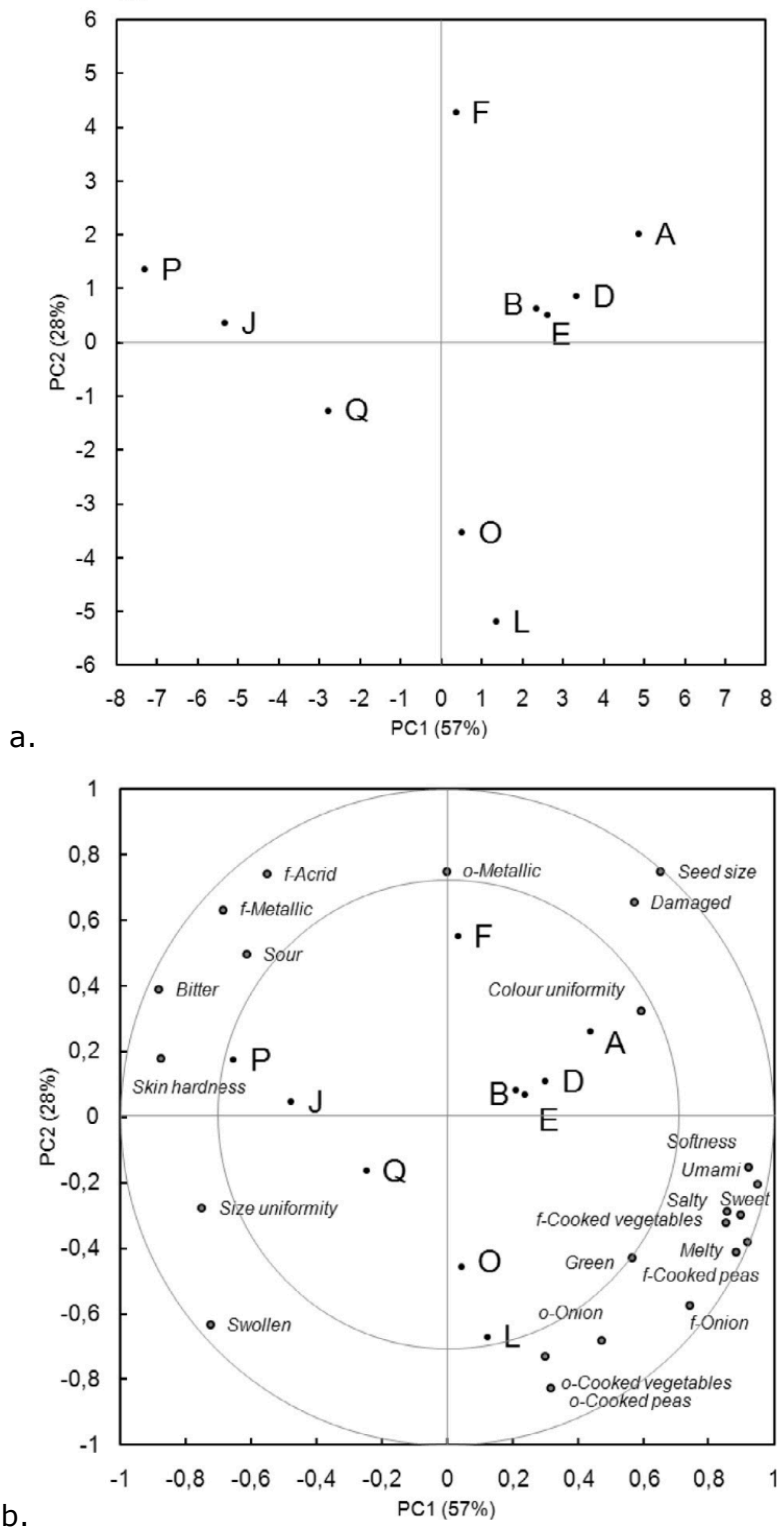 6
5
F
4
3
A
2
P
1
B D
J
E
0
-1
Q
-2
-3
O
-4
-5
L
-6
-8 -7 -6 -5 -4 -3 -2 -1 0 1 2 3 4 5 6 7 8
PC2 (28%)
PC1 (57%)
a.
1
0,8
f-Acrid o-Metallic Seed size
f-Metallic Damaged
0,6
F
Sour
0,4
Bitter Colour uniformity
A
0,2
P
D
Skin hardness B
J
E
0
Softness
Q Umami
-0,2
Salty Sweet
Size uniformity f-Cooked vegetables
-0,4
Melty
O Green
f-Cooked peas
o-Onion
-0,6
Swollen f-Onion
L
-0,8
o-Cooked vegetables
o-Cooked peas
-1
-1 -0,8 -0,6 -0,4 -0,2 0 0,2 0,4 0,6 0,8 1
PC2 (28%)
PC1 (57%)
b.